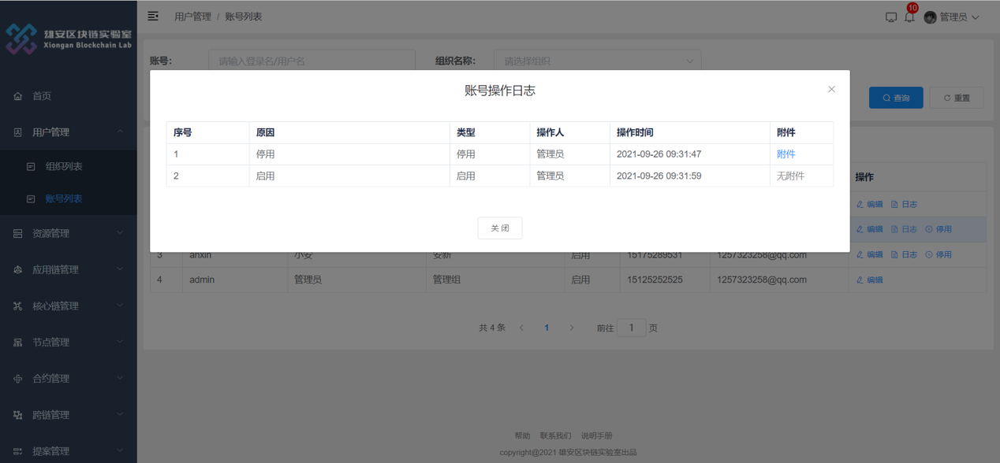 雄安区块链实验室
Xiongan Blockchain Lab
首页
用户管理
组织列表
账号列表
资源管理
应用链管理
核心链管理
节点管理
合约管理
跨链管理
提案管理
用户管理 / 账号列表
10
管理员
账号: 请输入登录名/用户名 组织名称: 请选择组织
查询 重置
账号操作日志
序号 原因 类型 操作人 操作时间 附件
1 停用 停用 管理员 2021-09-26 09:31:47 附件
2 启用 启用 管理员 2021-09-26 09:31:59 无附件
关 闭
操作
编辑 日志
编辑 日志 停用
3 anxin 小安 安新 启用 15175289531 1257323258@qq.com 编辑 日志 停用
4 admin 管理员 管理组 启用 15125252525 1257323258@qq.com 编辑
共 4 条 1 前往 1 页
帮助 联系我们 说明手册
copyright@2021 雄安区块链实验室出品